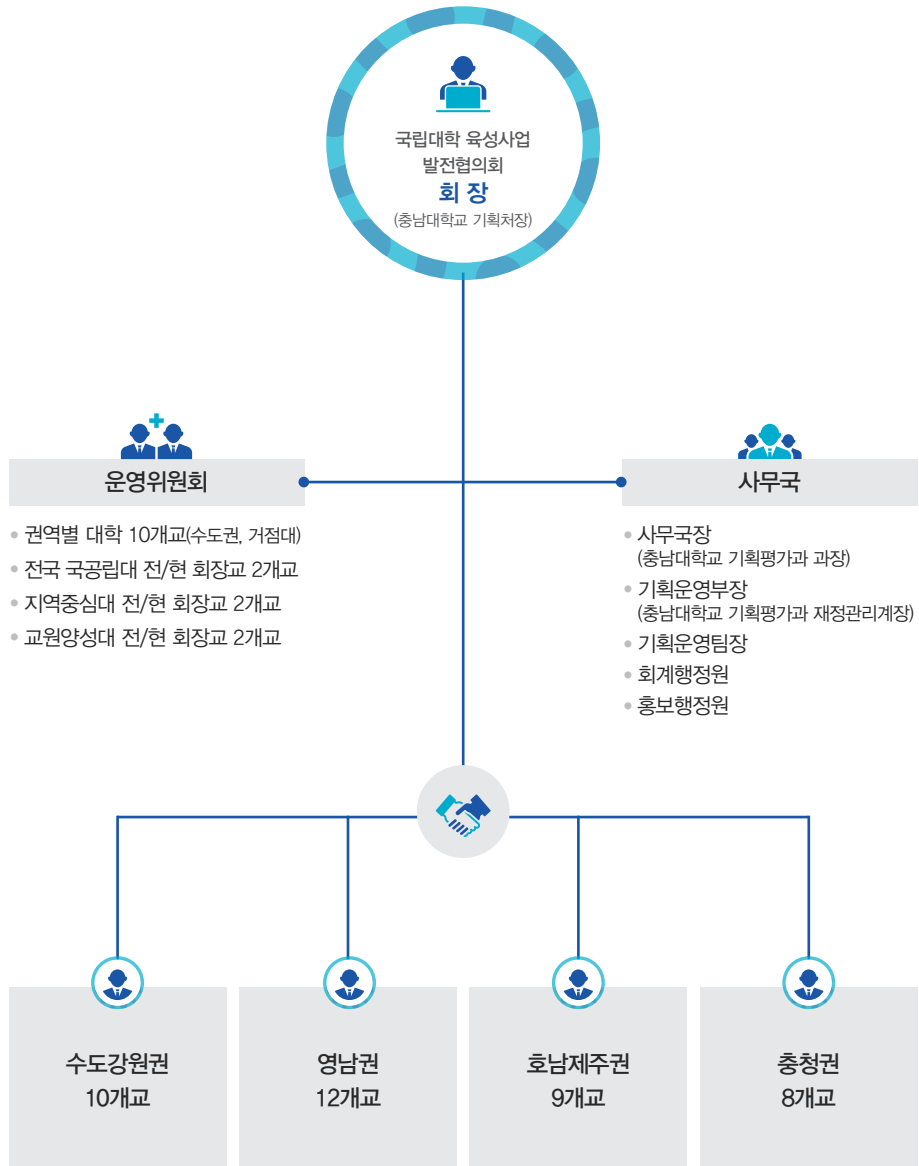 국립대학 육성사업
발전협의회
회 장
(충남대학교 기획처장)
운영위원회
권역별 대학 10개교(수도권, 거점대)
전국 국공립대 전/현 회장교 2개교
지역중심대 전/현 회장교 2개교
교원양성대 전/현 회장교 2개교
사무국
사무국장
(충남대학교 기획평가과 과장)
기획운영부장
(충남대학교 기획평가과 재정관리계장)
기획운영팀장
회계행정원
홍보행정원
수도강원권
10개교
영남권
12개교
호남제주권
9개교
충청권
8개교